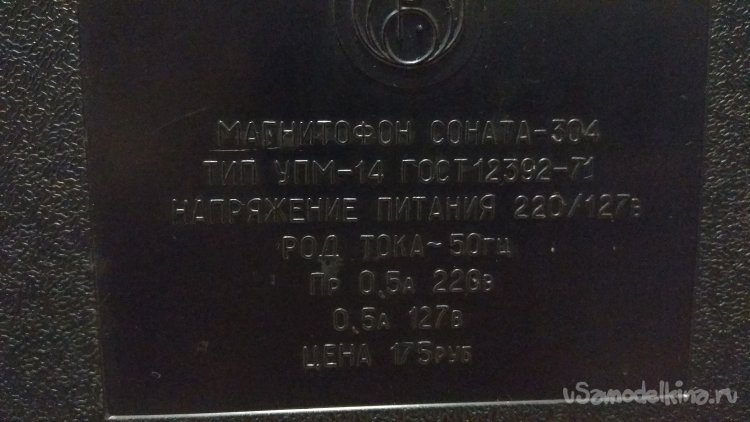 МАГНИТОФОН СОНАТА-304
ТИП УПМ-14 ГОСТ12392-71
НАПРЯЖЕНИЕ ПИТАНИЯ 220/127в
РОД ТОКА~50гц
ПР 0,5А 220в
0,5А 127в
ЦЕНА 175РУБ
uSamodelkina.ru